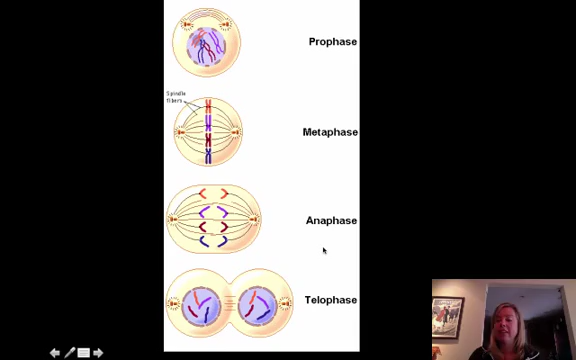 Prophase
Spindle
fibers
Metaphase
Anaphase
Telophase